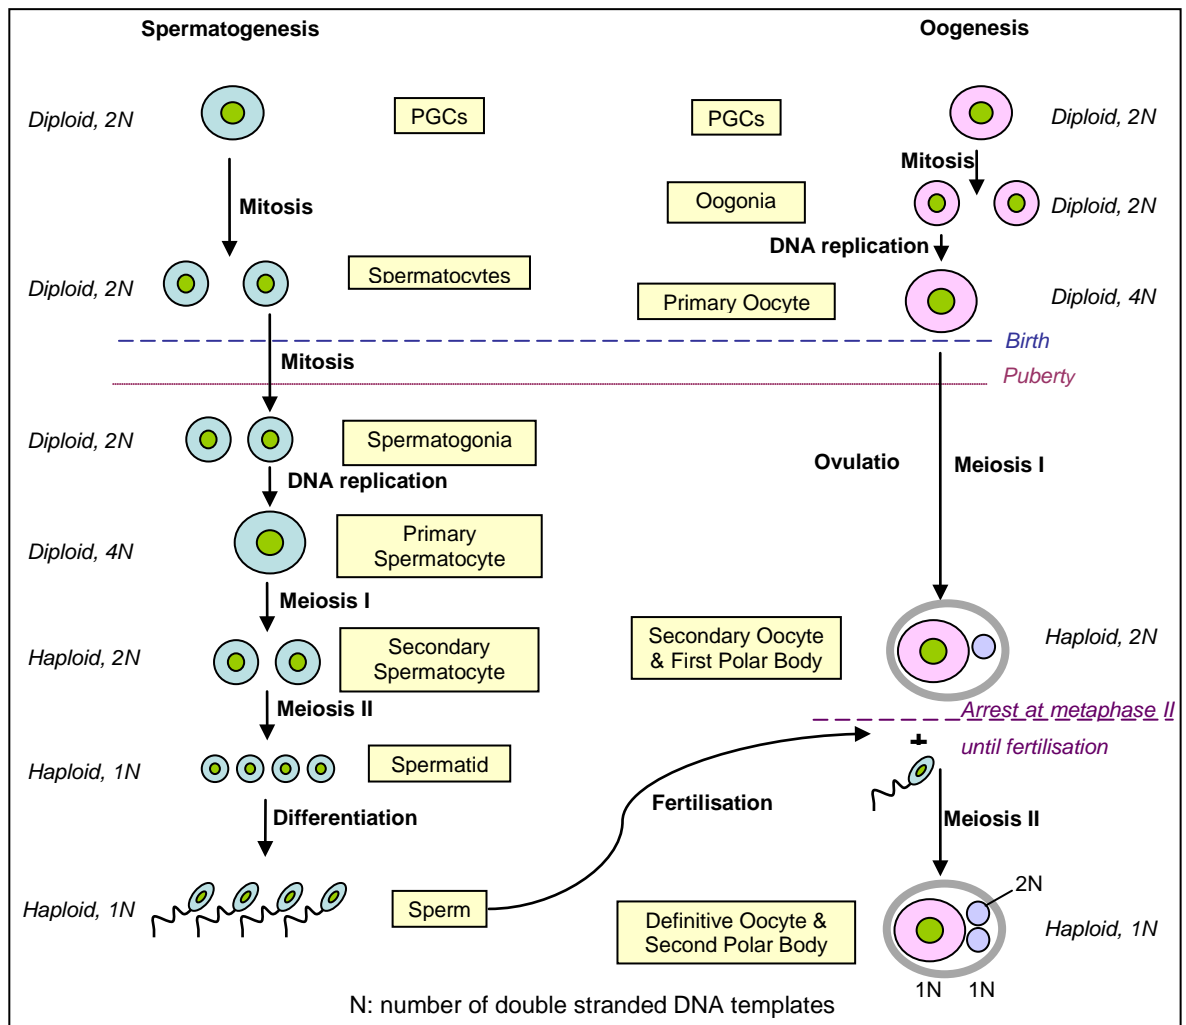 Spermatogenesis
Oogenesis
Diploid, 2N
PGCs
PGCs
Diploid, 2N
Mitosis
Mitosis
Oogonia
Diploid, 2N
DNA replication
Diploid, 2N
Spermatocytes
Primary Oocyte
Diploid, 4N
Birth
Mitosis
Puberty
Diploid, 2N
Spermatogonia
DNA replication
Ovulatio
Meiosis I
Diploid, 4N
Primary
Spermatocyte
Meiosis I
Haploid, 2N
Secondary
Spermatocyte
Secondary Oocyte
& First Polar Body
Haploid, 2N
Meiosis II
Arrest at metaphase II
until fertilisation
Haploid, 1N
Spermatid
Differentiation
Fertilisation
Meiosis II
Haploid, 1N
Sperm
Definitive Oocyte &
Second Polar Body
2N
Haploid, 1N
1N
1N
N: number of double stranded DNA templates